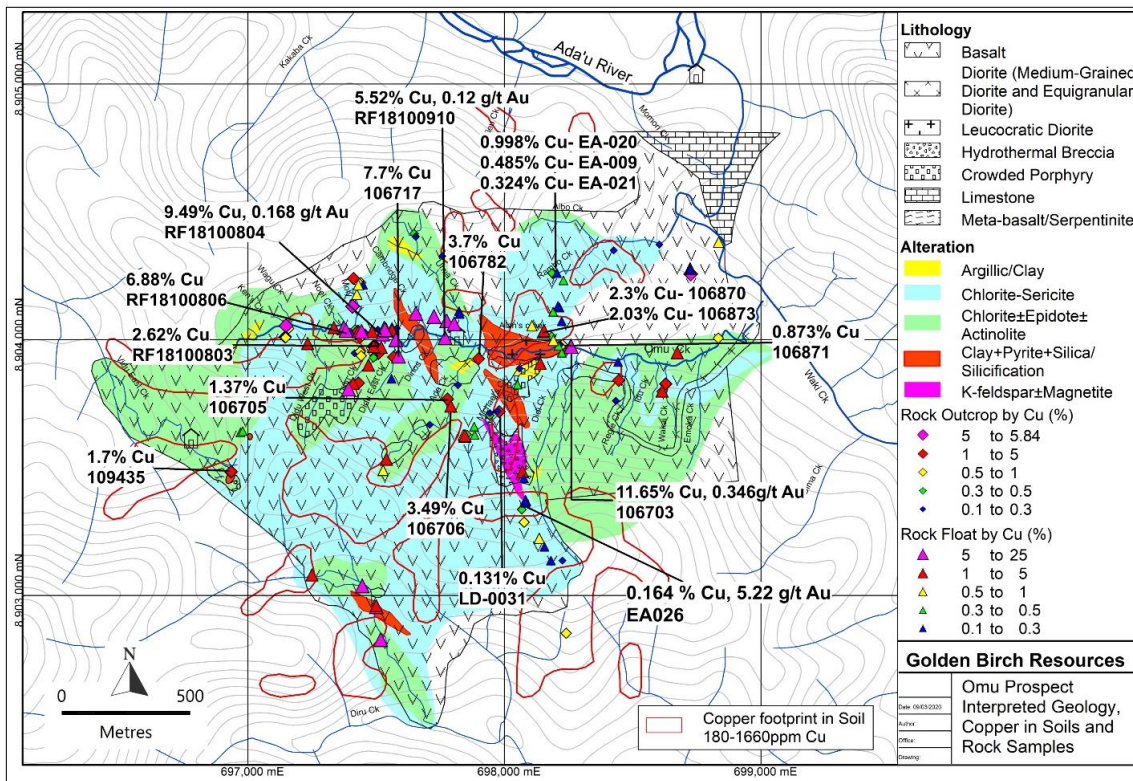 Ada'u River
Kakaba Ck
Momori Ck
8 905 000 mN
5.52% Cu, 0.12 g/t Au
RF18100910
0.998% Cu- EA-020
0.485% Cu- EA-009
0.324% Cu- EA-021
7.7% Cu
106717
9.49% Cu, 0.168 g/t Au
RF18100804
3.7% Cu
106782
Albo Ck
6.88% Cu
RF18100806
2.3% Cu- 106870
2.03% Cu- 106873
0.873% Cu
106871
2.62% Cu
RF18100803
8 904 000 mN
Omu Ck
Waki Ck
1.37% Cu
106705
1.7% Cu
109435
3.49% Cu
106706
11.65% Cu, 0.346g/t Au
106703
0.131% Cu
LD-0031
0.164 % Cu, 5.22 g/t Au
EA026
8 903 000 mN
Diru Ck
N
0 500
Metres
Copper footprint in Soil
180-1660ppm Cu
697,000 mE
698,000 mE
699,000 mE
Lithology
Basalt
Diorite (Medium-Grained
Diorite and Equigranular
Diorite)
Leucocratic Diorite
Hydrothermal Breccia
Crowded Porphyry
Limestone
Meta-basalt/Serpentinite
Alteration
Argillic/Clay
Chlorite-Sericite
Chlorite±Epidote±
Actinolite
Clay+Pyrite+Silica/
Silicification
K-feldspar±Magnetite
Rock Outcrop by Cu (%)
5 to 5.84
1 to 5
0.5 to 1
0.3 to 0.5
0.1 to 0.3
Rock Float by Cu (%)
5 to 25
1 to 5
0.5 to 1
0.3 to 0.5
0.1 to 0.3
Golden Birch Resources
Date: 09/03/2020
Author:
Office:
Drawing:
Omu Prospect
Interpreted Geology,
Copper in Soils and
Rock Samples